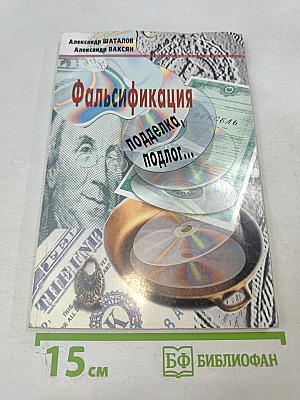 Александр ШАТАЛОВ
Александр ВАКСЯН
Фальсификация
подделка,
подлог...
15 см
БФ БИБЛИОФАН